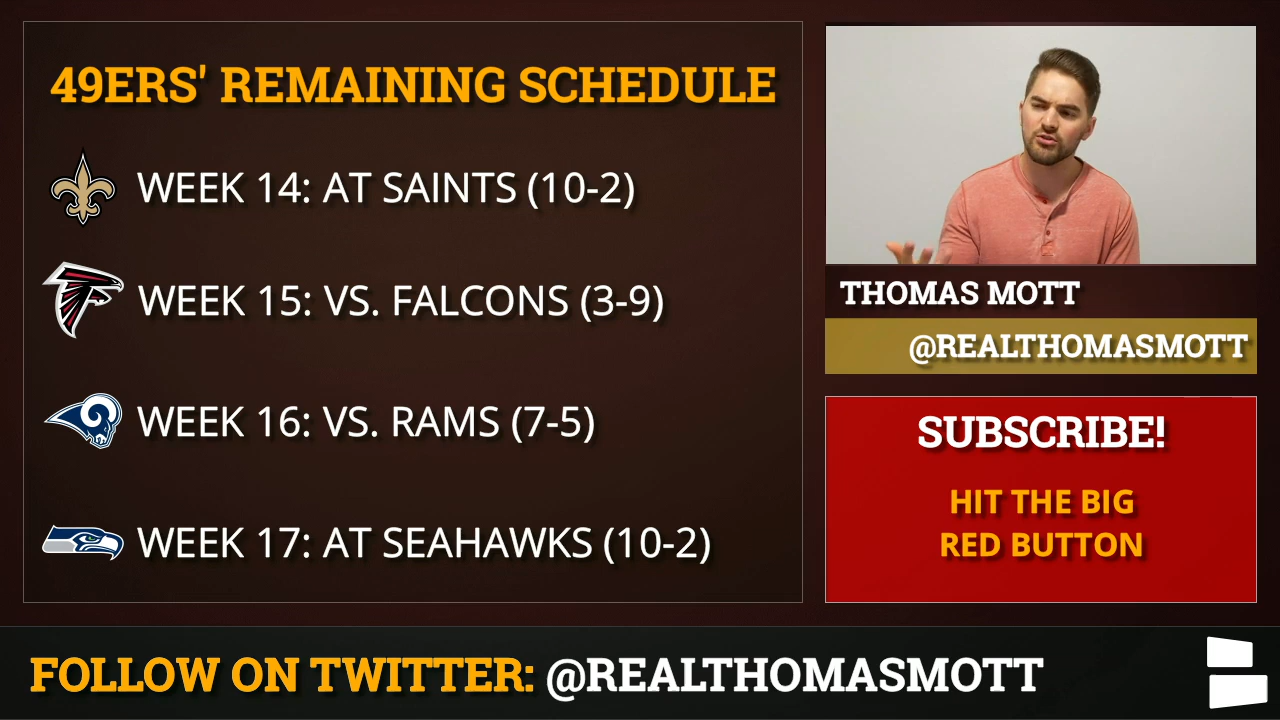 49ERS' REMAINING SCHEDULE
WEEK 14: AT SAINTS (10-2)
WEEK 15: VS. FALCONS (3-9)
WEEK 16: VS. RAMS (7-5)
WEEK 17: AT SEAHAWKS (10-2)
THOMAS MOTT
@REALTHOMASMOTT
SUBSCRIBE!
HIT THE BIG
RED BUTTON
FOLLOW ON TWITTER: @REALTHOMASMOTT